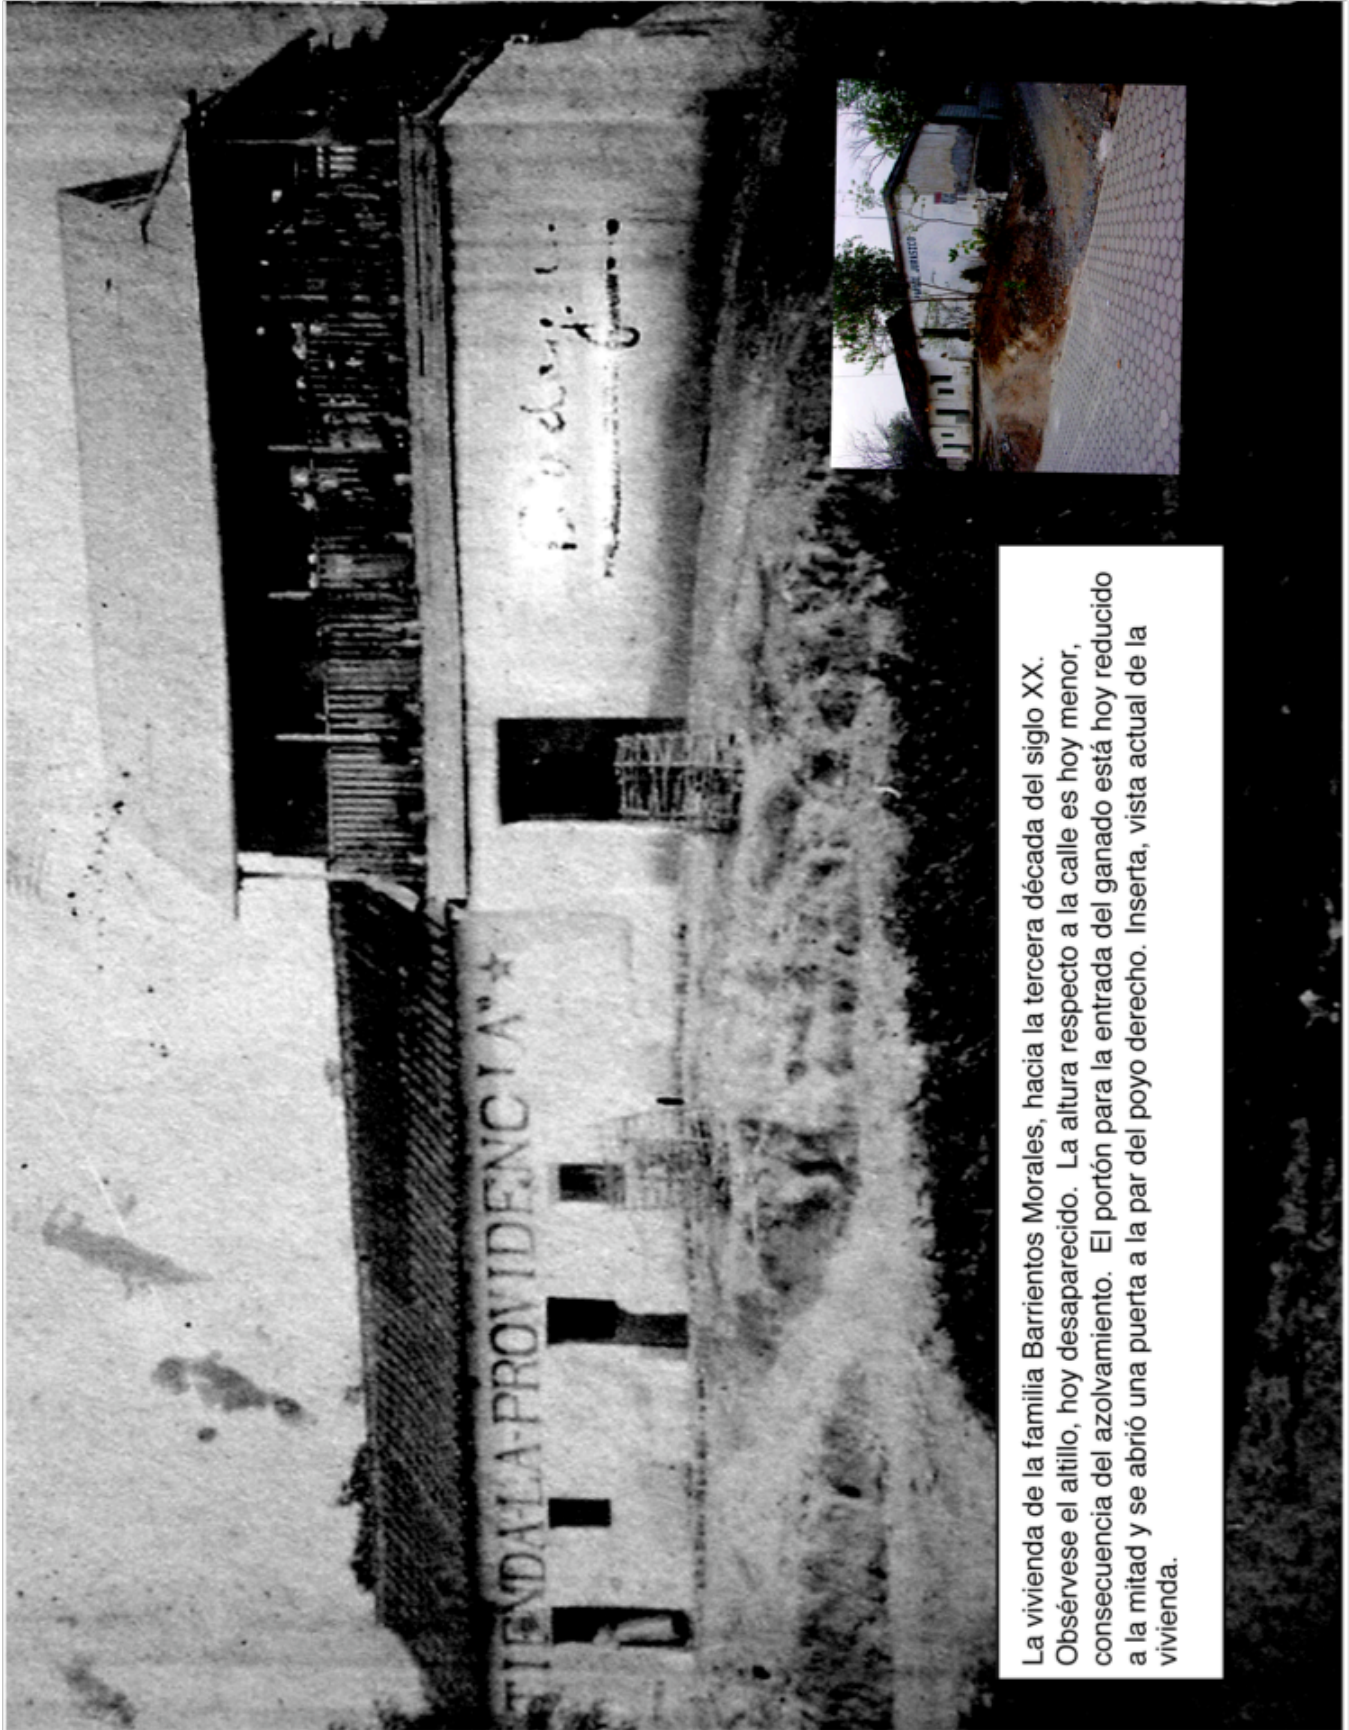 TIENDA-LA-PROVIDENCIA"☆
La vivienda de la familia Barrientos Morales, hacia la tercera década del siglo XX.
Obsérvese el altillo, hoy desaparecido. La altura respecto a la calle es hoy menor,
consecuencia del azolvamiento. El portón para la entrada del ganado está hoy reducido
a la mitad y se abrió una puerta a la par del poyo derecho. Inserta, vista actual de la
vivienda.